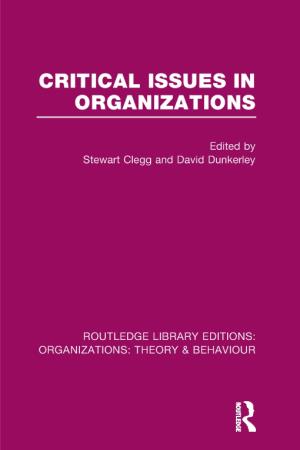 CRITICAL ISSUES IN
ORGANIZATIONS
Edited by
Stewart Clegg and David Dunkerley
ROUTLEDGE LIBRARY EDITIONS:
ORGANIZATIONS: THEORY & BEHAVIOUR
ROUTLEDGE